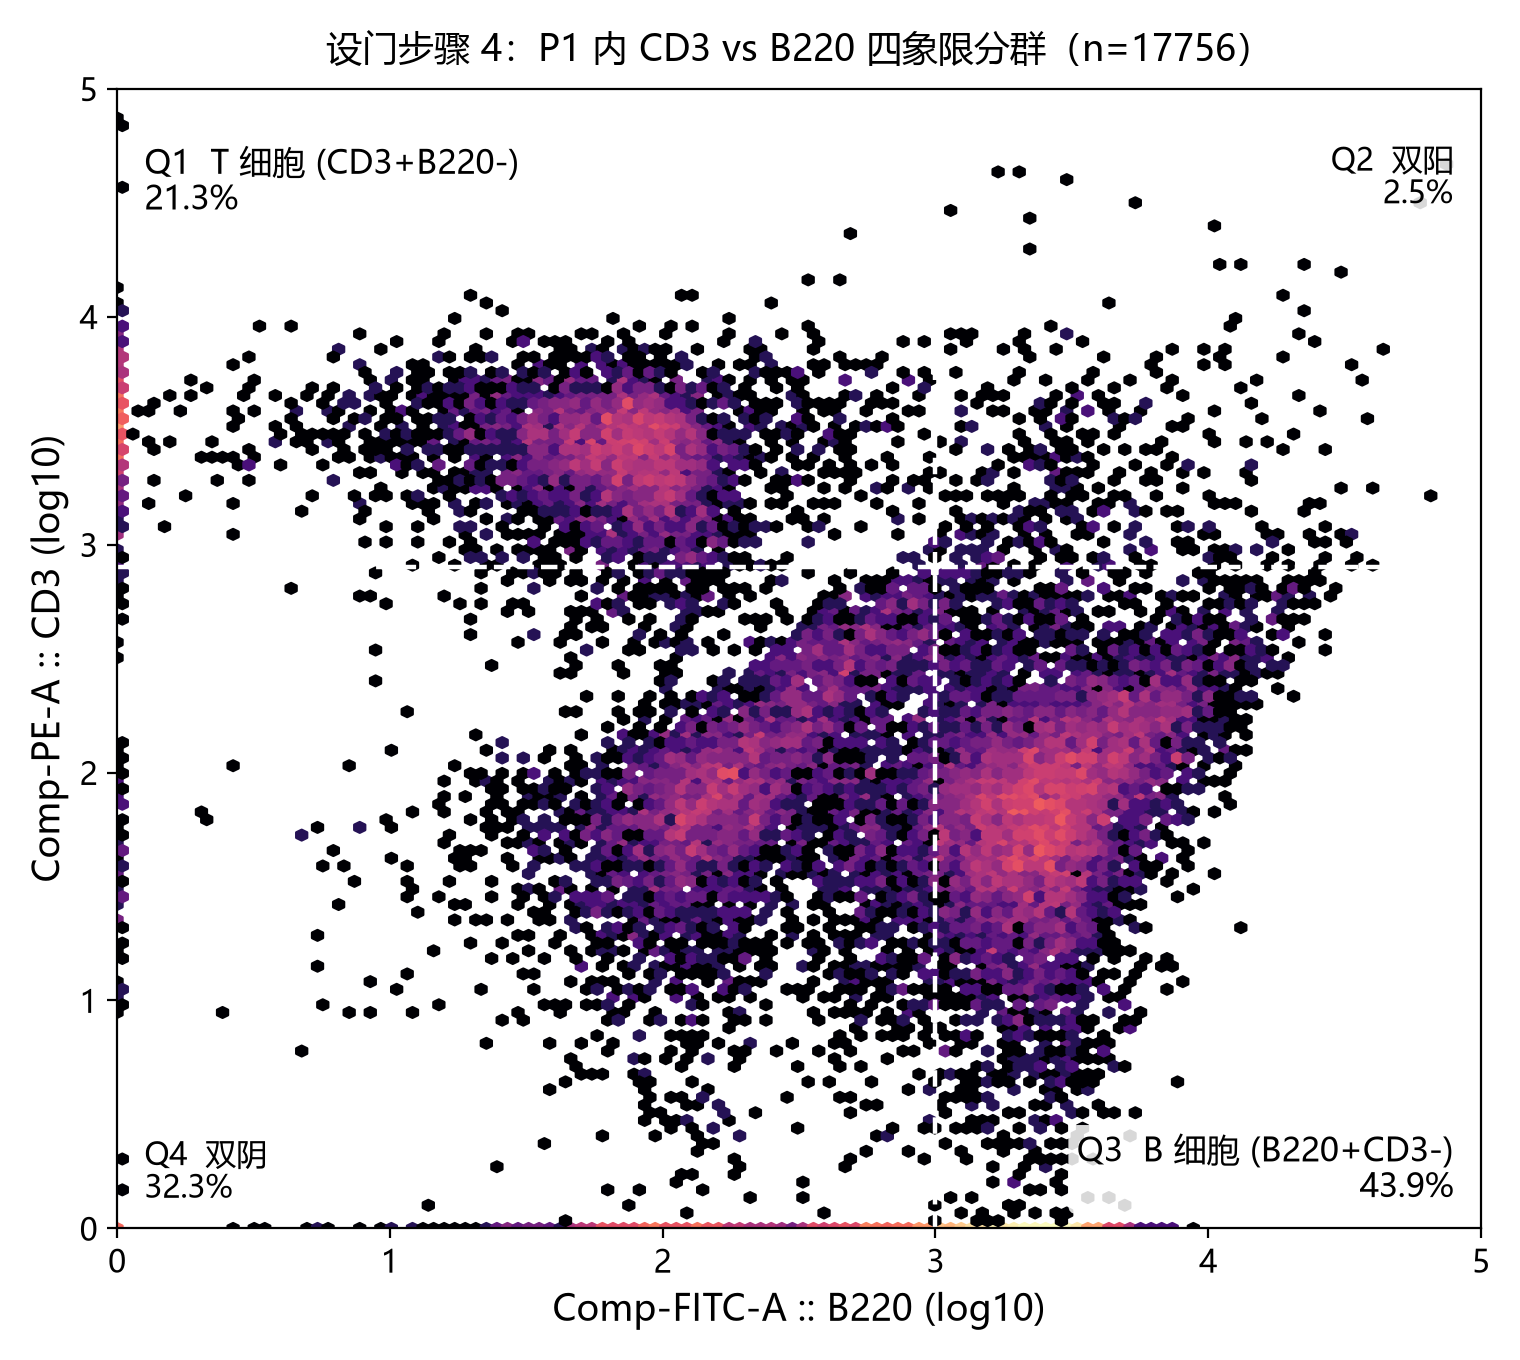 设门步骤 4：P1 内 CD3 vs B220 四象限分群（n=17756）
Q1 T 细胞 (CD3+B220-)
21.3%
Q2 双阳
2.5%
Q4 双阴
32.3%
Q3 B 细胞 (B220+CD3-)
43.9%
5
4
3
2
1
0
Comp-PE-A :: CD3 (log10)
0 1 2 3 4 5
Comp-FITC-A :: B220 (log10)